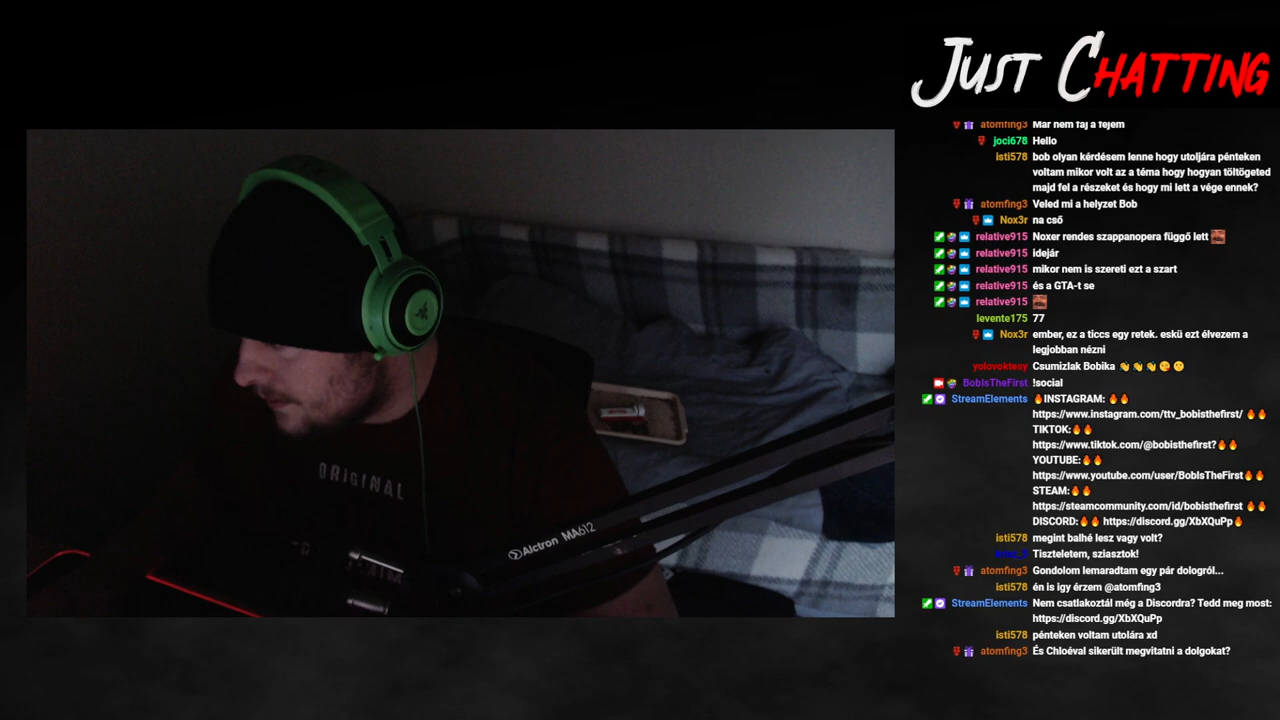 JUST CHATTING
atomfing3 Már nem fáj a fejem
joci678 Hello
isti578 bob olyan kérdésem lenne hogy utoljára pénteken
voltam mikor volt az a téma hogy hogyan töltögeted
majd fel a részeket és hogy mi lett a vége ennek?
atomfing3 Veled mi a helyzet Bob
Nox3r na cső
relative915 Noxer rendes szappanopera függő lett
relative915 idejár
relative915 mikor nem is szereti ezt a szart
relative915 és a GTA-t se
relative915
levente175 77
Nox3r ember, ez a ticcs egy retek. eskü ezt élvezem a
legjobban nézni
yolovoktesy Csumizlak Bobika 👏👏👏😘😗
BobIsTheFirst !social
StreamElements 🔥INSTAGRAM: 🔥🔥
https://www.instagram.com/ttv_bobisthefirst/ 🔥🔥
TIKTOK:🔥🔥
https://www.tiktok.com/@bobisthefirst?🔥🔥
YOUTUBE:🔥🔥
https://www.youtube.com/user/BobIsTheFirst🔥🔥
STEAM:🔥🔥
https://steamcommunity.com/id/bobisthefirst 🔥🔥
DISCORD:🔥🔥 https://discord.gg/XbXQuPp🔥
isti578 megint balhé lesz vagy volt?
Tiszteletem, sziasztok!
atomfing3 Gondolom lemaradtam egy pár dologról...
isti578 én is igy érzem @atomfing3
StreamElements Nem csatlakoztál még a Discordra? Tedd meg most:
https://discord.gg/XbXQuPp
isti578 pénteken voltam utolára xd
atomfing3 És Chloéval sikerült megvitatni a dolgokat?
ORIGINAL
Alctron MA612